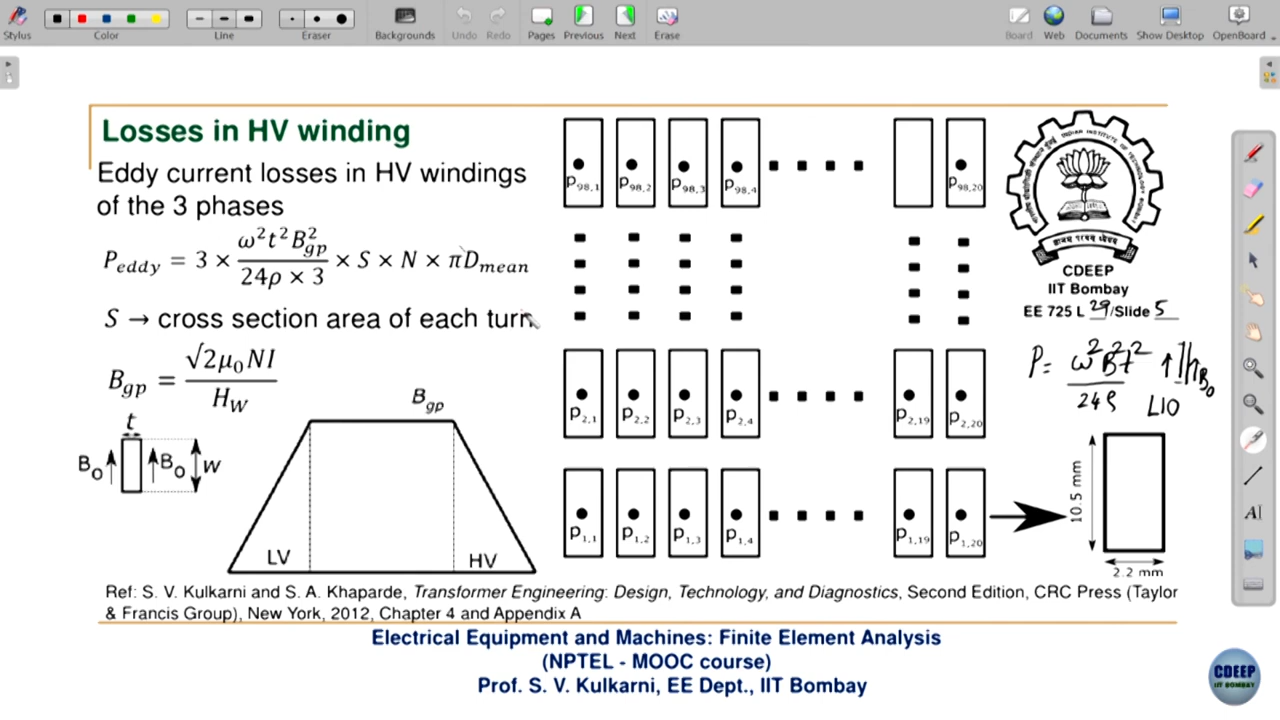 Stylus
Color
Line
Eraser
Backgrounds
Undo
Redo
Pages
Previous
Next
Erase
Board
Web
Documents
Show Desktop
OpenBoard
Losses in HV winding
Eddy current losses in HV windings
of the 3 phases
P_eddy = 3 × ω²t²B²_gp / (24ρ × 3) × S × N × πD_mean
S → cross section area of each turn
B_gp = √2μ₀NI / H_W
t
B₀ B₀ w
B_gp
LV HV
P98,1 P98,2 P98,3 P98,4 P98,20
P2,1 P2,2 P2,3 P2,4 P2,19 P2,20
P1,1 P1,2 P1,3 P1,4 P1,19 P1,20
CDEEP
IIT Bombay
EE 725 L 29/Slide 5
P = ω²B²t² / 24ρ
B₀
L10
10.5 mm
2.2 mm
Ref: S. V. Kulkarni and S. A. Khaparde, Transformer Engineering: Design, Technology, and Diagnostics, Second Edition, CRC Press (Taylor
& Francis Group), New York, 2012, Chapter 4 and Appendix A
Electrical Equipment and Machines: Finite Element Analysis
(NPTEL - MOOC course)
Prof. S. V. Kulkarni, EE Dept., IIT Bombay
CDEEP
IIT BOMBAY